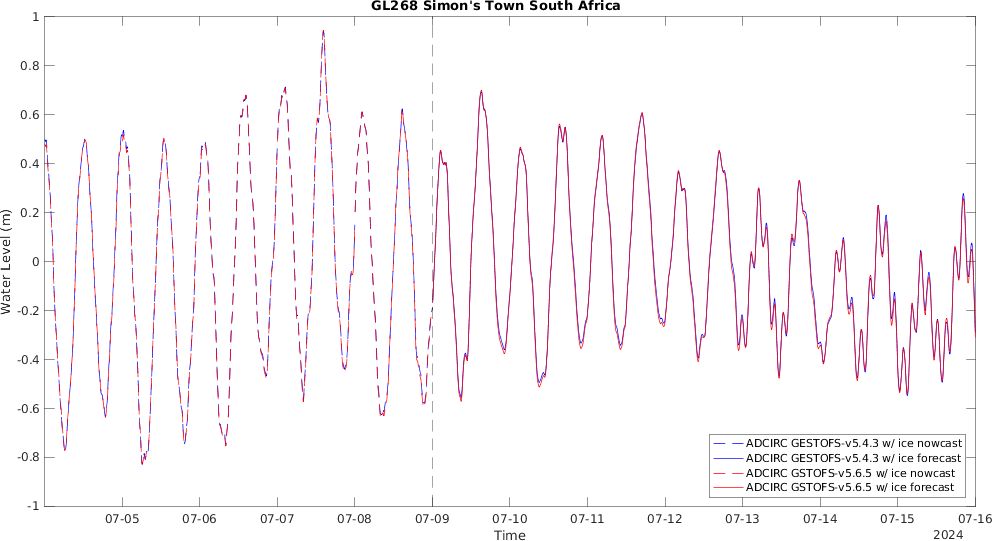 GL268 Simon's Town South Africa
1
0.8
0.6
0.4
0.2
0
-0.2
-0.4
-0.6
-0.8
-1
Water Level (m)
ADCIRC GESTOFS-v5.4.3 w/ ice nowcast
ADCIRC GESTOFS-v5.4.3 w/ ice forecast
ADCIRC GSTOFS-v5.6.5 w/ ice nowcast
ADCIRC GSTOFS-v5.6.5 w/ ice forecast
07-05 07-06 07-07 07-08 07-09 07-10 07-11 07-12 07-13 07-14 07-15 07-16
Time
2024